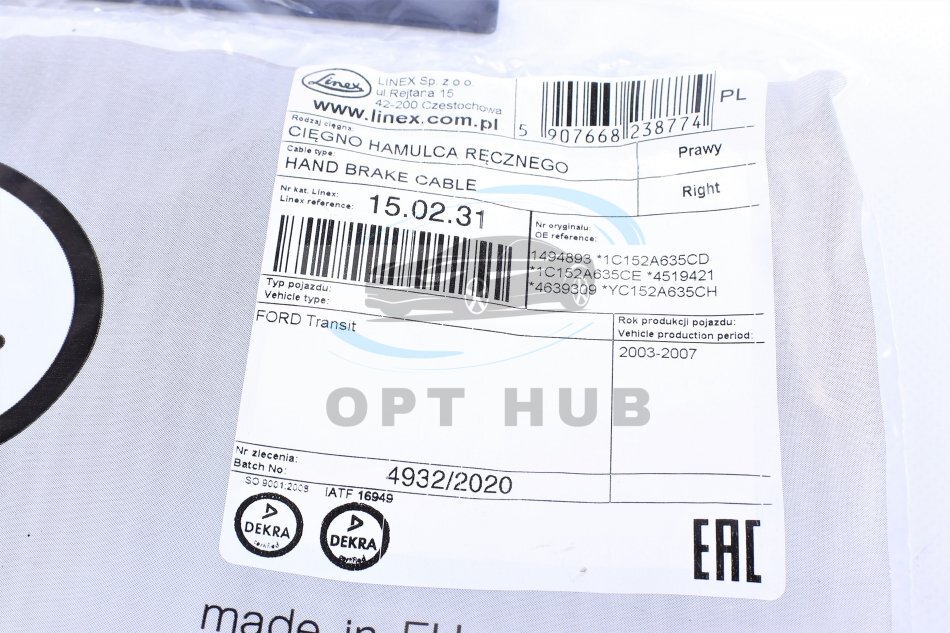 Linex
LINEX Sp. z o.o.
ul.Rejtana 15
42-200 Czestochowa
www.linex.com.pl
5 907668 238774
PL
Rodzaj cięgna:
CIĘGNO HAMULCA RĘCZNEGO
Prawy
Cable type:
HAND BRAKE CABLE
Right
Nr kat. Linex:
Linex reference:
15.02.31
Nr oryginału:
OE reference:
1494893 *1C152A635CD
*1C152A635CE *4519421
*4639309 *YC152A635CH
Typ pojazdu:
Vehicle type:
FORD Transit
Rok produkcji pojazdu:
Vehicle production period:
2003-2007
OPT HUB
Nr zlecenia:
Batch No:
4932/2020
SO 9001:2008
IATF 16949
DEKRA
certified
DEKRA
certified
EAC
made in EU